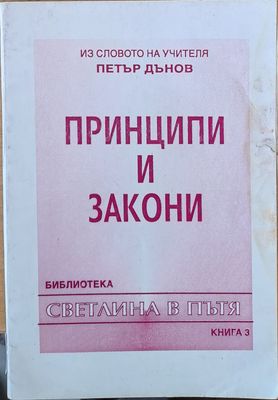 ИЗ СЛОВОТО НА УЧИТЕЛЯ
ПЕТЪР ДЪНОВ
ПРИНЦИПИ
И
ЗАКОНИ
БИБЛИОТЕКА
СВЕТЛИНА В ПЪТЯ
КНИГА 3